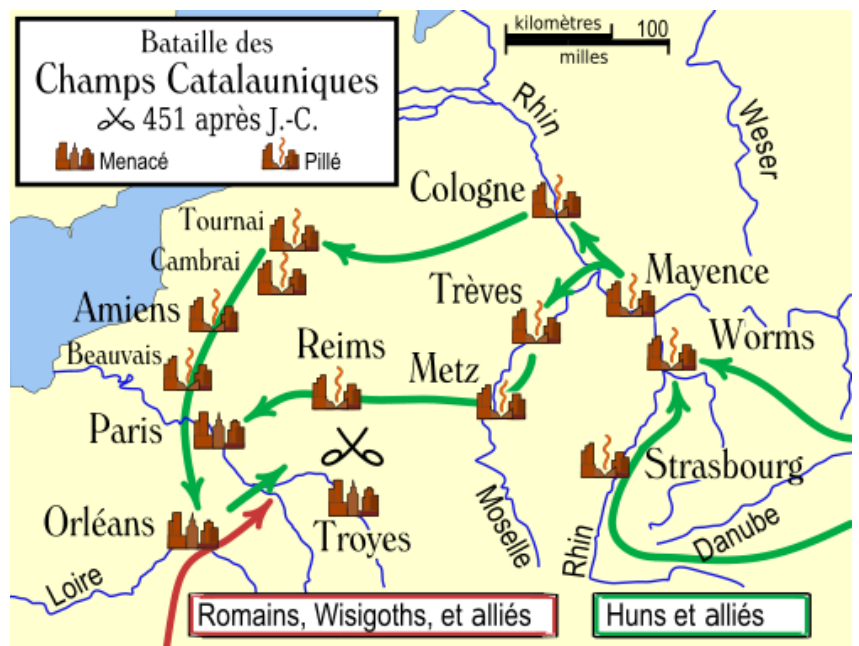 Bataille des
Champs Catalauniques
451 après J.-C.
Menacé
Pillé
kilomètres
100
milles
Rhin
Weser
Cologne
Tournai
Cambrai
Mayence
Trèves
Amiens
Worms
Reims
Beauvais
Metz
Paris
Strasbourg
Orléans
Troyes
Moselle
Rhin
Danube
Loire
Romains, Wisigoths, et alliés
Huns et alliés